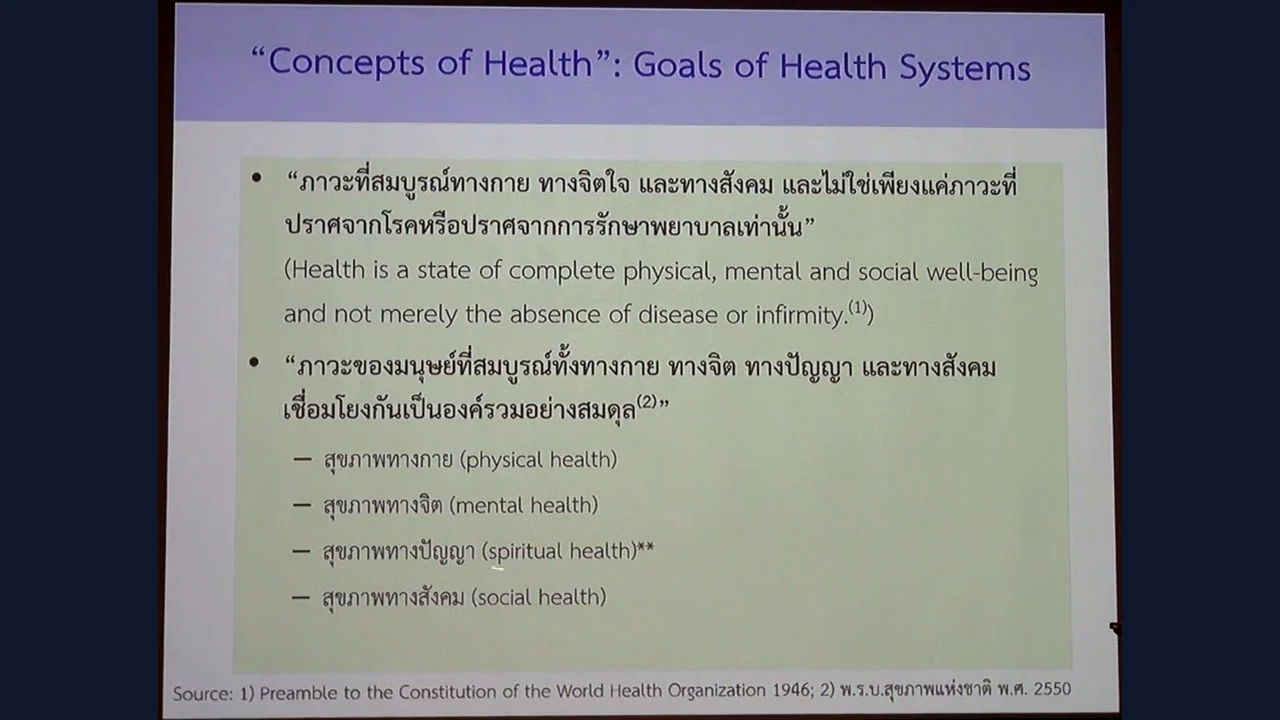 “Concepts of Health”: Goals of Health Systems
• “ภาวะที่สมบูรณ์ทางกาย ทางจิตใจ และทางสังคม และไม่ใช่เพียงแค่ภาวะที่
ปราศจากโรคหรือปราศจากการรักษาพยาบาลเท่านั้น”
(Health is a state of complete physical, mental and social well-being
and not merely the absence of disease or infirmity.(1))
• “ภาวะของมนุษย์ที่สมบูรณ์ทั้งทางกาย ทางจิต ทางปัญญา และทางสังคม
เชื่อมโยงกันเป็นองค์รวมอย่างสมดุล(2)”
— สุขภาพทางกาย (physical health)
— สุขภาพทางจิต (mental health)
— สุขภาพทางปัญญา (spiritual health)**
— สุขภาพทางสังคม (social health)
Source: 1) Preamble to the Constitution of the World Health Organization 1946; 2) พ.ร.บ.สุขภาพแห่งชาติ พ.ศ. 2550